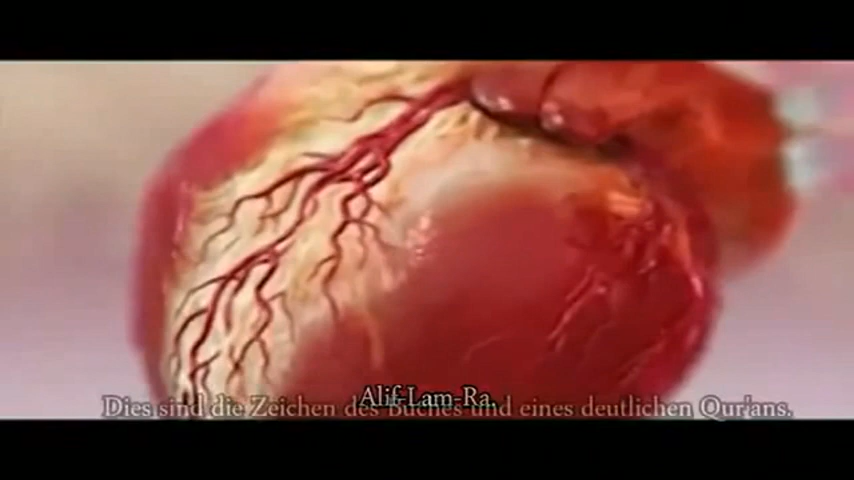 Alif-Lam-Ra.
Dies sind die Zeichen des Buches und eines deutlichen Qur'ans.